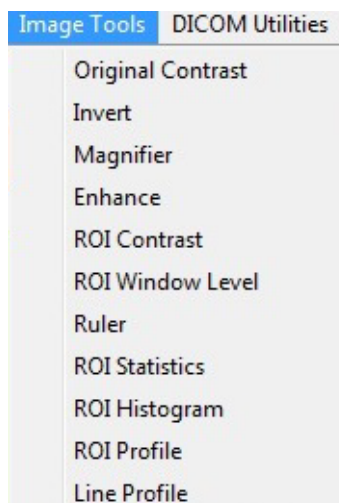 Image Tools DICOM Utilities
Original Contrast
Invert
Magnifier
Enhance
ROI Contrast
ROI Window Level
Ruler
ROI Statistics
ROI Histogram
ROI Profile
Line Profile